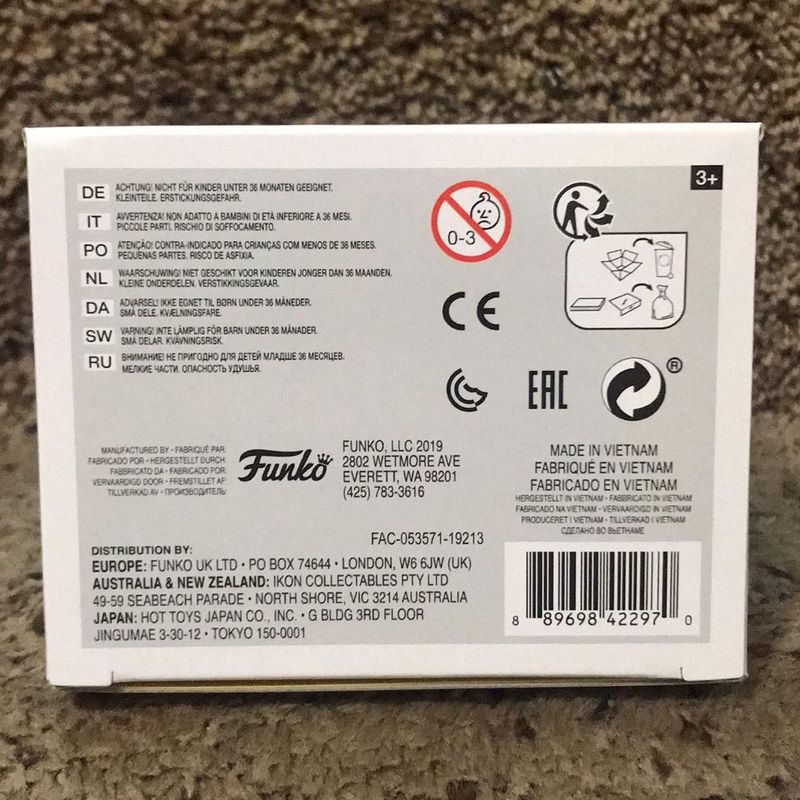 3+
DE ACHTUNG! NICHT FÜR KINDER UNTER 36 MONATEN GEEIGNET.
KLEINTEILE. ERSTICKUNGSGEFAHR.
IT AVVERTENZA! NON ADATTO A BAMBINI DI ETÀ INFERIORE A 36 MESI.
PICCOLE PARTI. RISCHIO DI SOFFOCAMENTO.
PO ATENÇÃO! CONTRA-INDICADO PARA CRIANÇAS COM MENOS DE 36 MESES.
PEQUENAS PARTES. RISCO DE ASFIXIA.
NL WAARSCHUWING! NIET GESCHIKT VOOR KINDEREN JONGER DAN 36 MAANDEN.
KLEINE ONDERDELEN. VERSTIKKINGSGEVAAR.
DA ADVARSEL! IKKE EGNET TIL BØRN UNDER 36 MÅNEDER.
SMÅ DELE. KVÆLNINGSFARE.
SW VARNING! INTE LÄMPLIG FÖR BARN UNDER 36 MÅNADER.
SMÅ DELAR. KVÄVNINGSRISK.
RU ВНИМАНИЕ! НЕ ПРИГОДНО ДЛЯ ДЕТЕЙ МЛАДШЕ 36 МЕСЯЦЕВ.
МЕЛКИЕ ЧАСТИ. ОПАСНОСТЬ УДУШЬЯ.
0-3
CE
EAC
®
MANUFACTURED BY • FABRIQUÉ PAR
FABRICADO POR • HERGESTELLT DURCH
FABBRICATO DA • FABRICADO POR
VERVAARDIGD DOOR • FREMSTILLET AF
TILLVERKAD AV • ПРОИЗВОДИТЕЛЬ:
Funko
FUNKO, LLC 2019
2802 WETMORE AVE
EVERETT, WA 98201
(425) 783-3616
MADE IN VIETNAM
FABRIQUÉ EN VIETNAM
FABRICADO EN VIETNAM
HERGESTELLT IN VIETNAM • FABBRICATO IN VIETNAM
FABRICADO NA VIETNAM • VERVAARDIGD IN VIETNAM
PRODUCERET I VIETNAM • TILLVERKAD I VIETNAM
СДЕЛАНО ВО ВЬЕТНАМЕ
FAC-053571-19213
DISTRIBUTION BY:
EUROPE: FUNKO UK LTD • PO BOX 74644 • LONDON, W6 6JW (UK)
AUSTRALIA & NEW ZEALAND: IKON COLLECTABLES PTY LTD
49-59 SEABEACH PARADE • NORTH SHORE, VIC 3214 AUSTRALIA
JAPAN: HOT TOYS JAPAN CO., INC. • G BLDG 3RD FLOOR
JINGUMAE 3-30-12 • TOKYO 150-0001
8 89698 42297 0